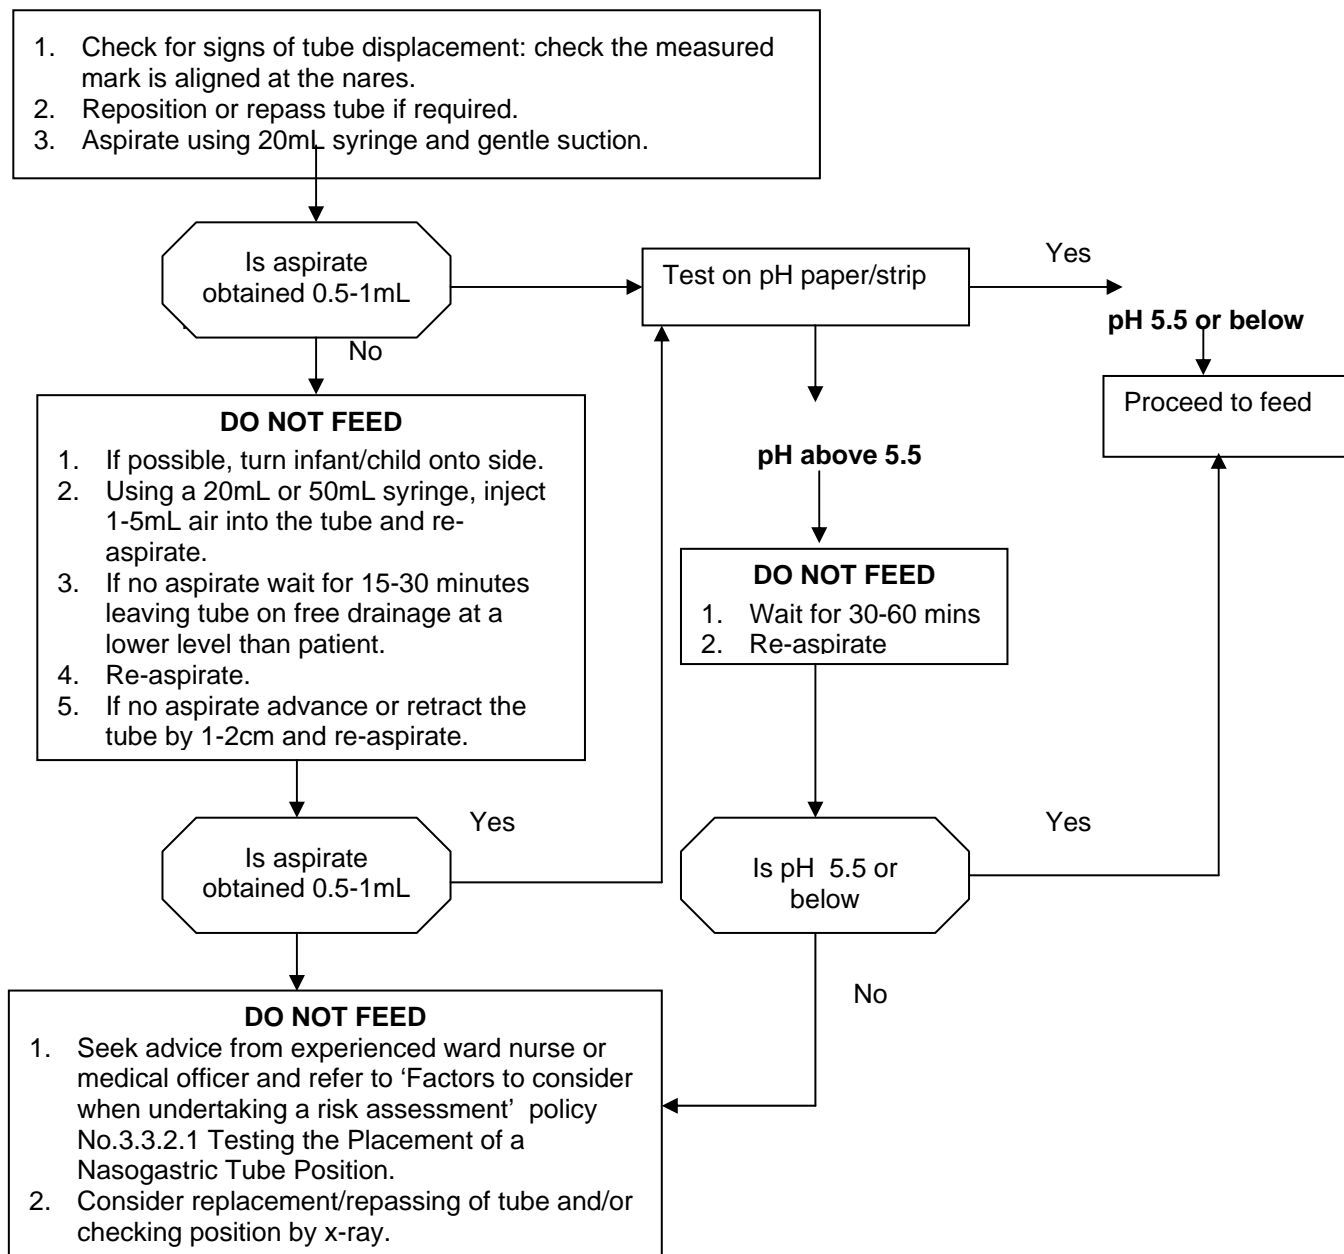 1. Check for signs of tube displacement: check the measured
mark is aligned at the nares.
2. Reposition or repass tube if required.
3. Aspirate using 20mL syringe and gentle suction.
Is aspirate
obtained 0.5-1mL
Test on pH paper/strip
Yes
pH 5.5 or below
Proceed to feed
No
DO NOT FEED
1. If possible, turn infant/child onto side.
2. Using a 20mL or 50mL syringe, inject
1-5mL air into the tube and re-
aspirate.
3. If no aspirate wait for 15-30 minutes
leaving tube on free drainage at a
lower level than patient.
4. Re-aspirate.
5. If no aspirate advance or retract the
tube by 1-2cm and re-aspirate.
pH above 5.5
DO NOT FEED
1. Wait for 30-60 mins
2. Re-aspirate
Is aspirate
obtained 0.5-1mL
Yes
Is pH 5.5 or
below
Yes
No
DO NOT FEED
1. Seek advice from experienced ward nurse or
medical officer and refer to ‘Factors to consider
when undertaking a risk assessment’ policy
No.3.3.2.1 Testing the Placement of a
Nasogastric Tube Position.
2. Consider replacement/repassing of tube and/or
checking position by x-ray.